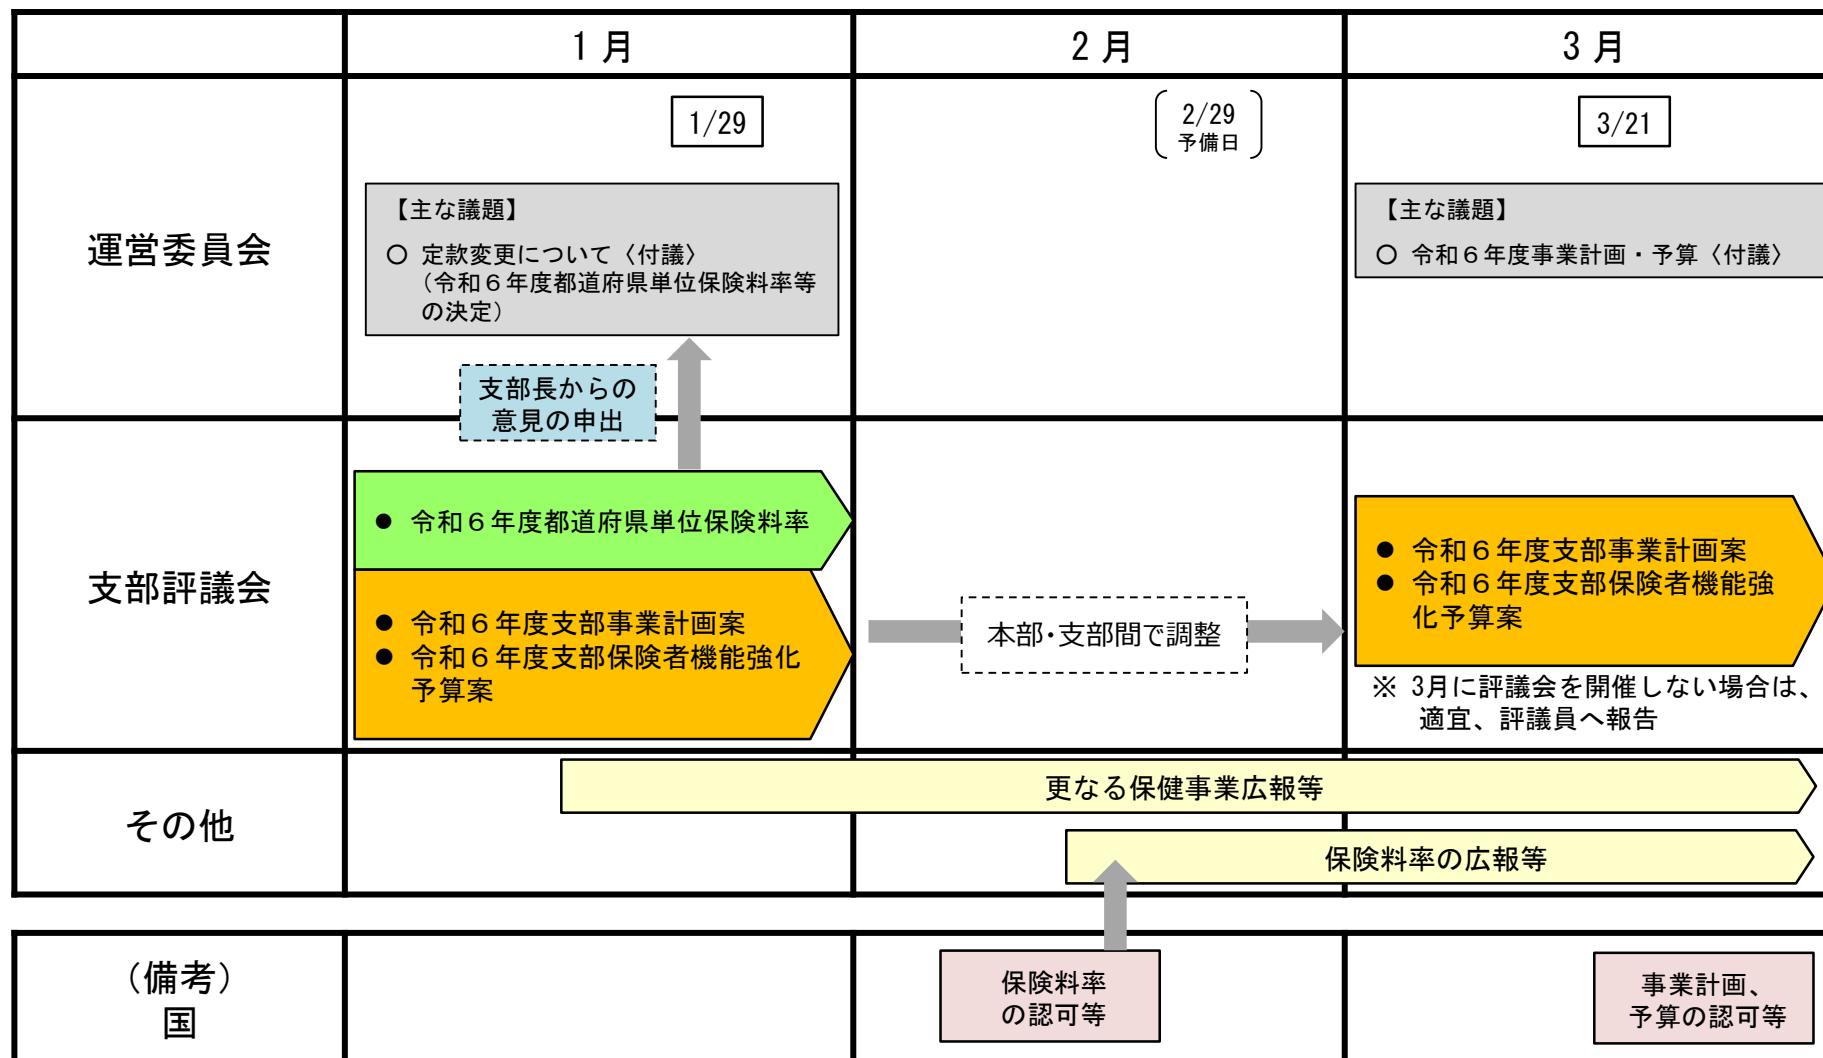 1月
2月
3月
運営委員会
1/29
【主な議題】
○ 定款変更について〈付議〉
（令和６年度都道府県単位保険料率等
の決定）
2/29
予備日
3/21
【主な議題】
○ 令和６年度事業計画・予算〈付議〉
支部長からの
意見の申出
支部評議会
● 令和６年度都道府県単位保険料率
● 令和６年度支部事業計画案
● 令和６年度支部保険者機能強化
予算案
本部・支部間で調整
● 令和６年度支部事業計画案
● 令和６年度支部保険者機能強
化予算案
※ 3月に評議会を開催しない場合は、
適宜、評議員へ報告
その他
更なる保健事業広報等
保険料率の広報等
（備考）
国
保険料率
の認可等
事業計画、
予算の認可等